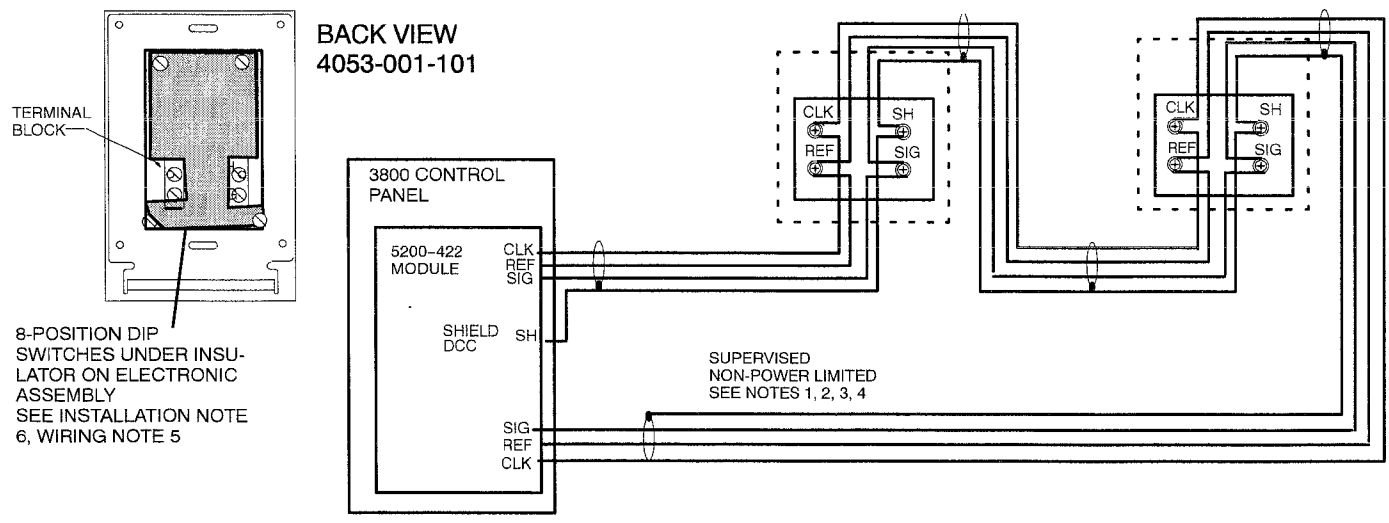 BACK VIEW
4053-001-101
TERMINAL
BLOCK
8-POSITION DIP
SWITCHES UNDER INSU-
LATOR ON ELECTRONIC
ASSEMBLY
SEE INSTALLATION NOTE
6, WIRING NOTE 5
3800 CONTROL
PANEL
5200-422
MODULE
CLK
REF
SIG
SHIELD
DCC
SH
SIG
REF
CLK
SUPERVISED
NON-POWER LIMITED
SEE NOTES 1, 2, 3, 4
CLK
SH
REF
SIG
CLK
SH
REF
SIG